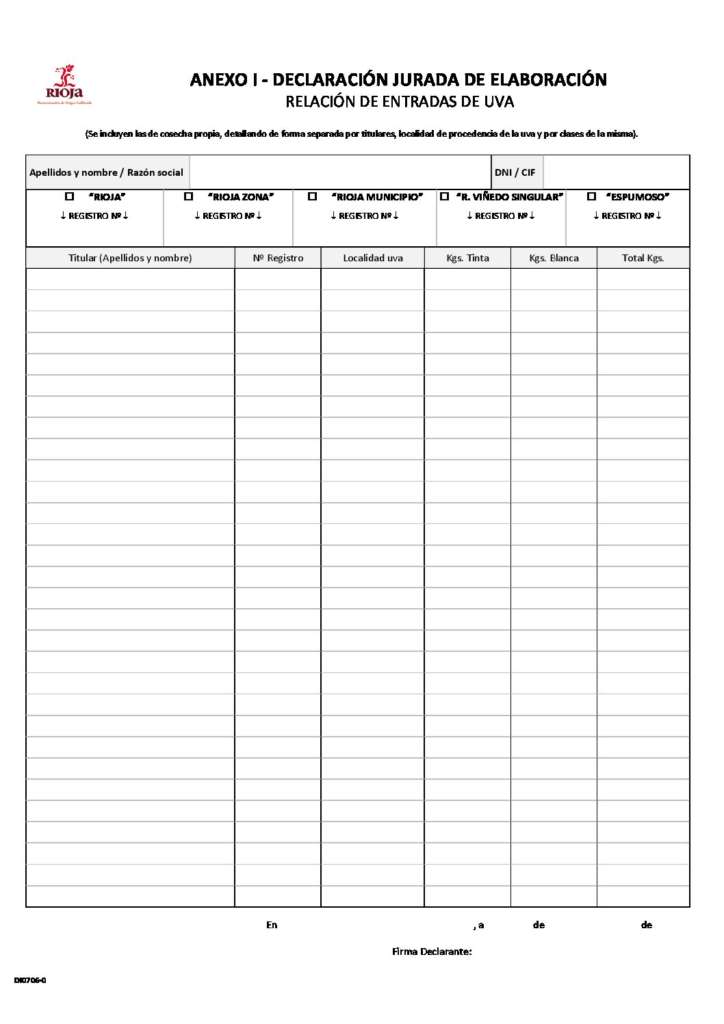 RIOJA
Denominación de Origen Calificada
ANEXO I - DECLARACIÓN JURADA DE ELABORACIÓN
RELACIÓN DE ENTRADAS DE UVA
(Se incluyen las de cosecha propia, detallando de forma separada por titulares, localidad de procedencia de la uva y por clases de la misma).
Apellidos y nombre / Razón social DNI / CIF
☐ "RIOJA" ☐ "RIOJA ZONA" ☐ "RIOJA MUNICIPIO" ☐ "R. VIÑEDO SINGULAR" ☐ "ESPUMOSO"
↓ REGISTRO Nº ↓ ↓ REGISTRO Nº ↓ ↓ REGISTRO Nº ↓ ↓ REGISTRO Nº ↓ ↓ REGISTRO Nº ↓
Titular (Apellidos y nombre) Nº Registro Localidad uva Kgs. Tinta Kgs. Blanca Total Kgs.
En , a de de
Firma Declarante:
DI0706-0